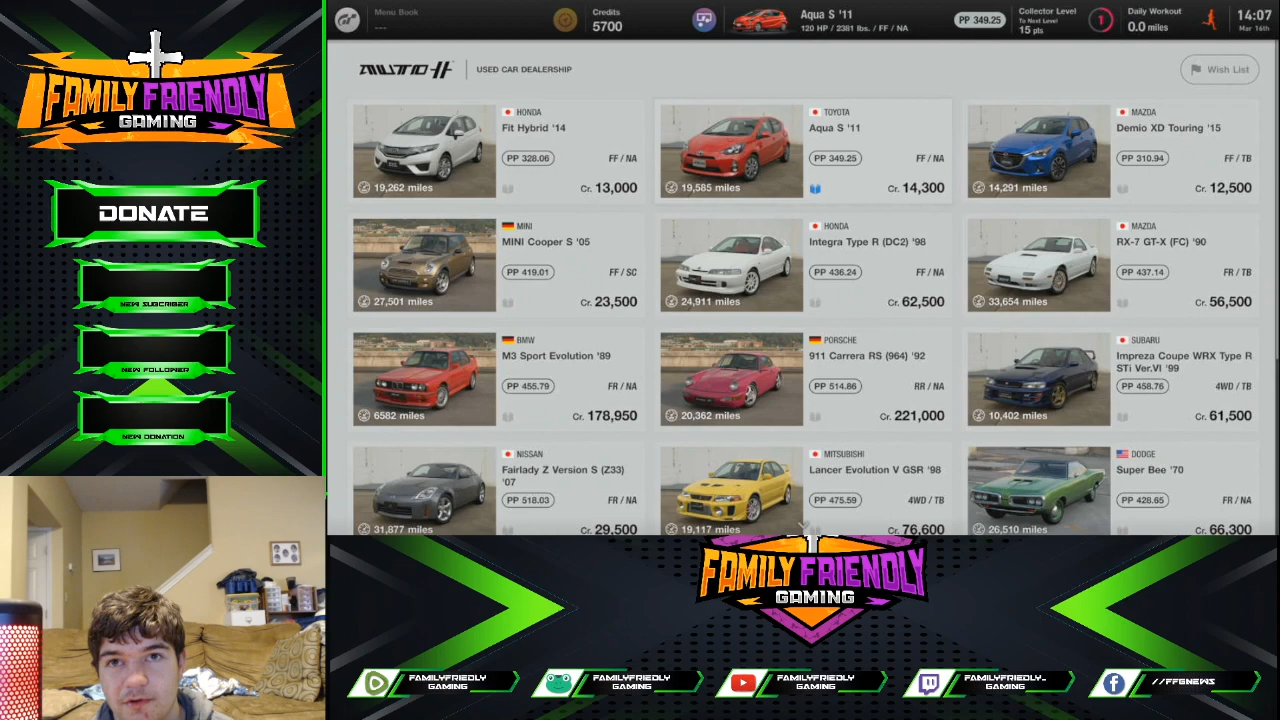 FAMILY FRIENDLY
GAMING
DONATE
NEW SUBCRIBER
NEW FOLLOWER
NEW DONATION
Menu Book
---
Credits
5700
Aqua S '11
120 HP / 2381 lbs. / FF / NA
PP 349.25
Collector Level
To Next Level
15 pts
1
Daily Workout
0.0 miles
14:07
Mar 16th
AUTO
USED CAR DEALERSHIP
Wish List
HONDA
Fit Hybrid '14
PP 328.06
FF / NA
19,262 miles
Cr. 13,000
TOYOTA
Aqua S '11
PP 349.25
FF / NA
19,585 miles
Cr. 14,300
MAZDA
Demio XD Touring '15
PP 310.94
FF / TB
14,291 miles
Cr. 12,500
MINI
MINI Cooper S '05
PP 419.01
FF / SC
27,501 miles
Cr. 23,500
HONDA
Integra Type R (DC2) '98
PP 436.24
FF / NA
24,911 miles
Cr. 62,500
MAZDA
RX-7 GT-X (FC) '90
PP 437.14
FR / TB
33,654 miles
Cr. 56,500
BMW
M3 Sport Evolution '89
PP 455.79
FR / NA
6582 miles
Cr. 178,950
PORSCHE
911 Carrera RS (964) '92
PP 514.86
RR / NA
20,362 miles
Cr. 221,000
SUBARU
Impreza Coupe WRX Type R
STi Ver.VI '99
PP 458.76
4WD / TB
10,402 miles
Cr. 61,500
NISSAN
Fairlady Z Version S (Z33)
'07
PP 518.03
FR / NA
31,877 miles
Cr. 29,500
MITSUBISHI
Lancer Evolution V GSR '98
PP 475.59
4WD / TB
19,117 miles
Cr. 76,600
DODGE
Super Bee '70
PP 428.65
FR / NA
26,510 miles
Cr. 66,300
FAMILY FRIENDLY
GAMING
FAMILYFRIEDLY
GAMING
FAMILYFRIEDLY
GAMING
FAMILYFRIEDLY
GAMING
FAMILYFRIEDLY_
GAMING
//FFGNEWS